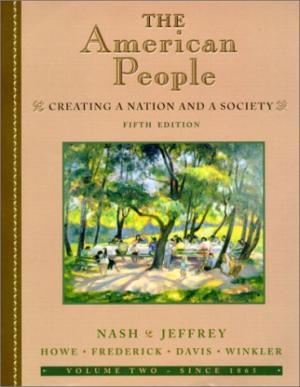 THE
American
People
CREATING A NATION AND A SOCIETY
FIFTH EDITION
NASH & JEFFREY
HOWE • FREDERICK • DAVIS • WINKLER
VOLUME TWO - SINCE 1865